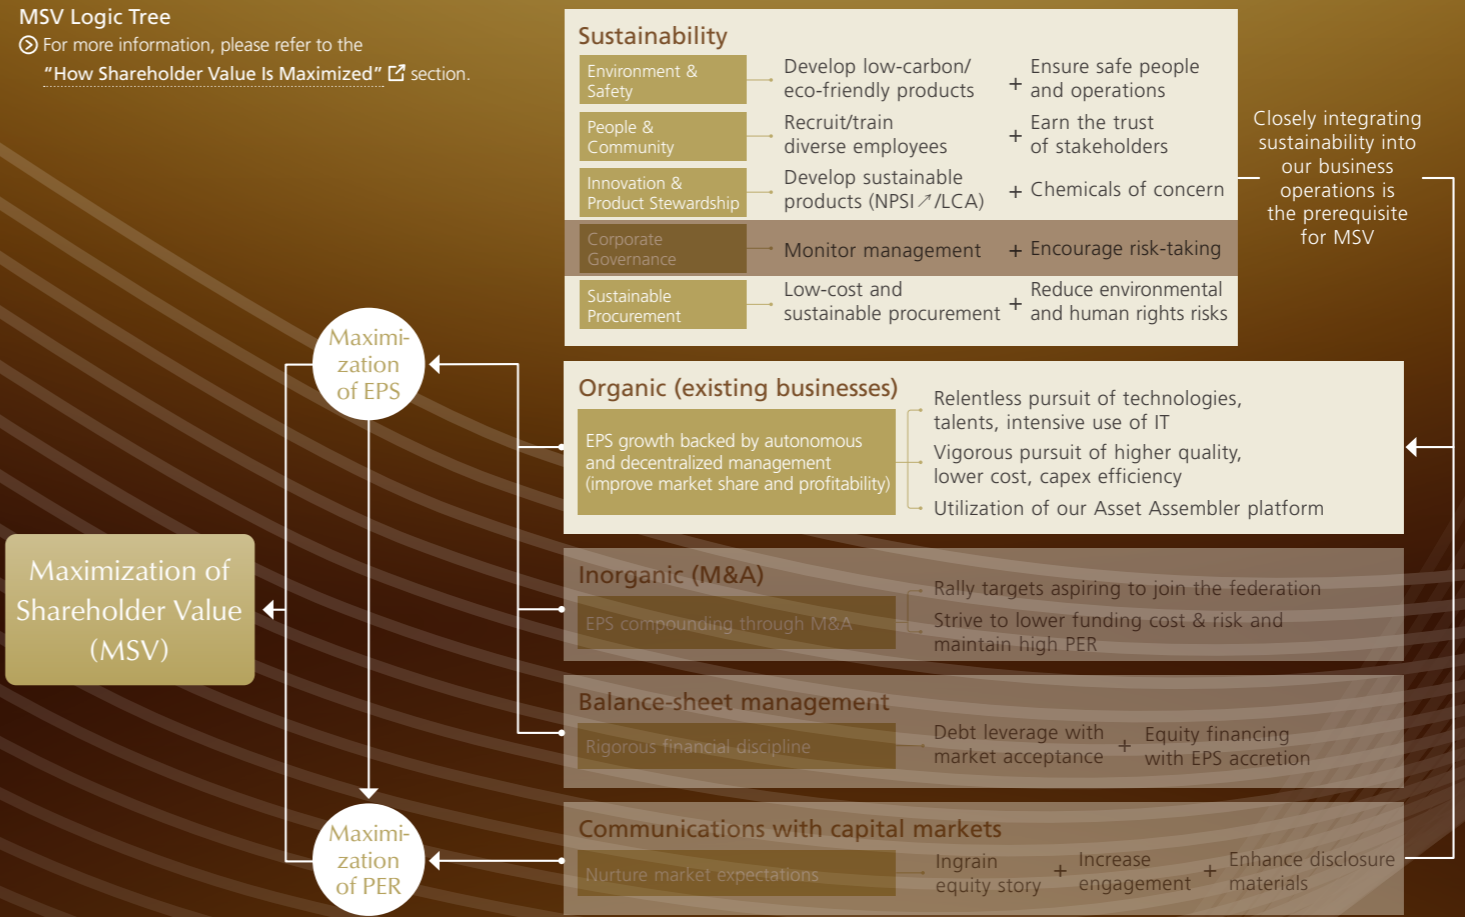 MSV Logic Tree
For more information, please refer to the
“How Shareholder Value Is Maximized” section.
Sustainability
Environment &
Safety
Develop low-carbon/
eco-friendly products
+
Ensure safe people
and operations
People &
Community
Recruit/train
diverse employees
+
Earn the trust
of stakeholders
Innovation &
Product Stewardship
Develop sustainable
products (NPSI↗/LCA)
+
Chemicals of concern
Corporate
Governance
Monitor management
+
Encourage risk-taking
Sustainable
Procurement
Low-cost and
sustainable procurement
+
Reduce environmental
and human rights risks
Closely integrating
sustainability into
our business
operations is
the prerequisite
for MSV
Maximi-
zation
of EPS
Organic (existing businesses)
EPS growth backed by autonomous
and decentralized management
(improve market share and profitability)
Relentless pursuit of technologies,
talents, intensive use of IT
Vigorous pursuit of higher quality,
lower cost, capex efficiency
Utilization of our Asset Assembler platform
Maximization of
Shareholder Value
(MSV)
Inorganic (M&A)
EPS compounding through M&A
Rally targets aspiring to join the federation
Strive to lower funding cost & risk and
maintain high PER
Balance-sheet management
Rigorous financial discipline
Debt leverage with
market acceptance
+
Equity financing
with EPS accretion
Maximi-
zation
of PER
Communications with capital markets
Nurture market expectations
Ingrain
equity story
+
Increase
engagement
+
Enhance disclosure
materials